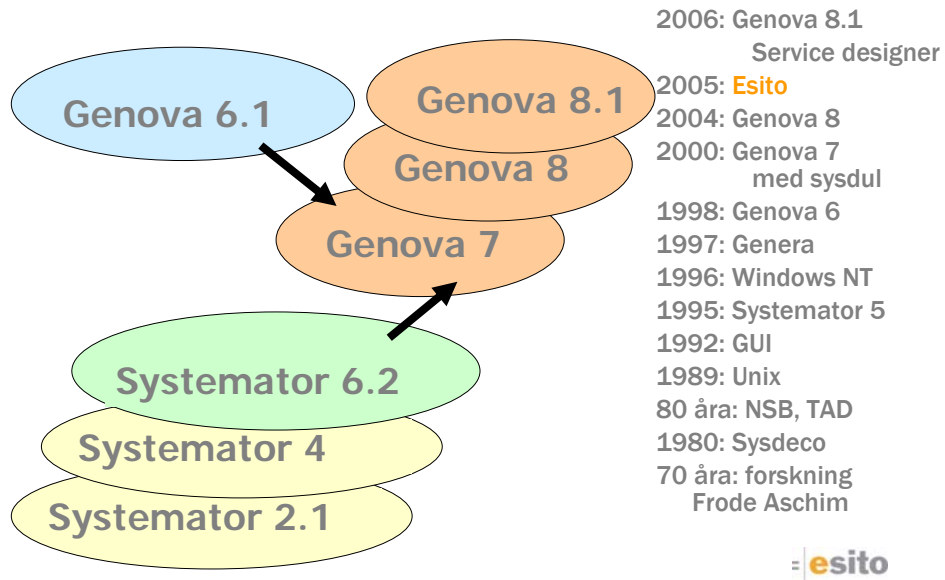 Genova 6.1
Genova 8.1
Genova 8
Genova 7
Systemator 6.2
Systemator 4
Systemator 2.1
2006: Genova 8.1
Service designer
2005: Esito
2004: Genova 8
2000: Genova 7
med sysdul
1998: Genova 6
1997: Genera
1996: Windows NT
1995: Systemator 5
1992: GUI
1989: Unix
80 åra: NSB, TAD
1980: Sysdeco
70 åra: forskning
Frode Aschim
esito